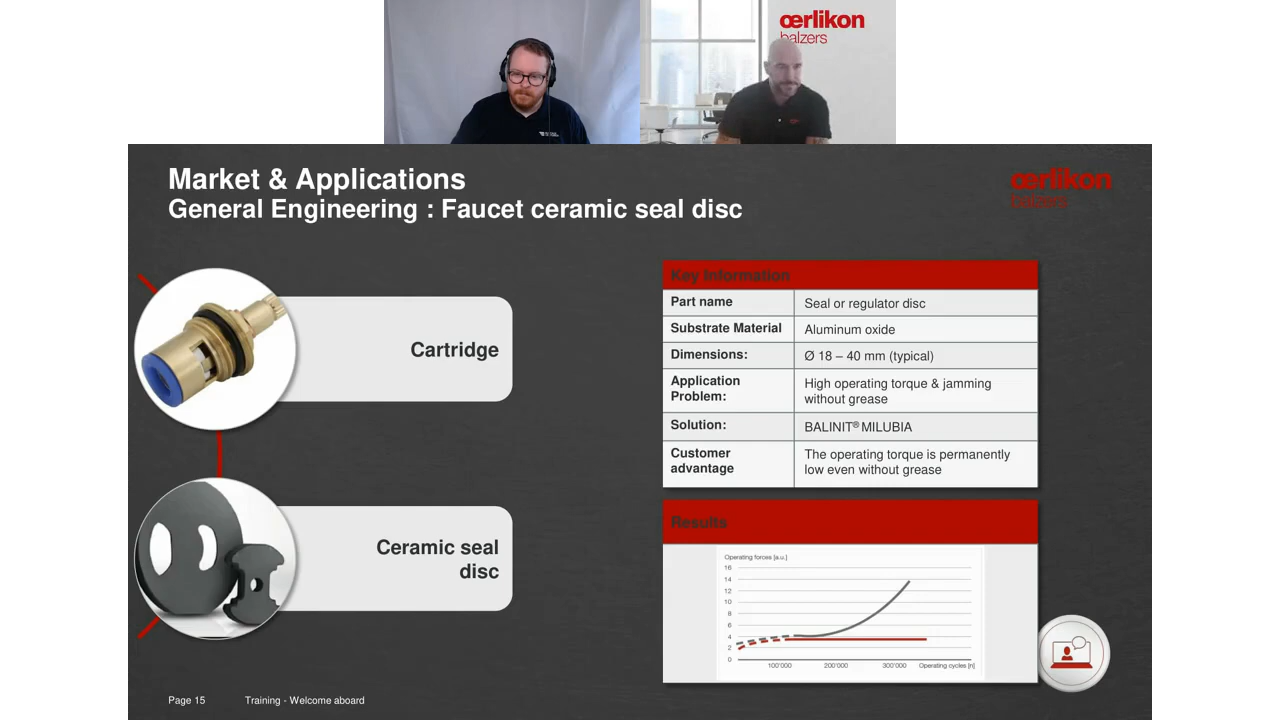 œrlikon
balzers
Market & Applications
General Engineering : Faucet ceramic seal disc
œrlikon
balzers
Cartridge
Ceramic seal
disc
Key Information
Part name
Seal or regulator disc
Substrate Material
Aluminum oxide
Dimensions:
Ø 18 – 40 mm (typical)
Application
Problem:
High operating torque & jamming
without grease
Solution:
BALINIT® MILUBIA
Customer
advantage
The operating torque is permanently
low even without grease
Results
Operating forces [a.u.]
16
14
12
10
8
6
4
2
0
100'000
200'000
300'000
Operating cycles [n]
Page 15
Training - Welcome aboard